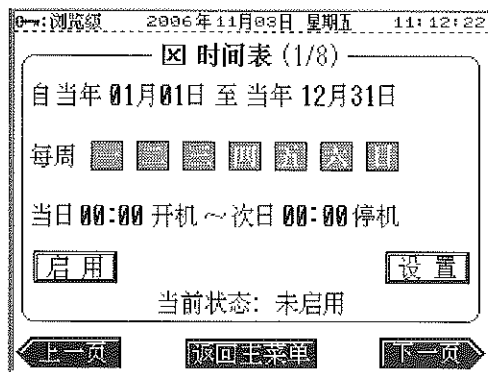 浏览级 2006年11月03日 星期五 11:12:22
时间表 (1/8)
自当年 01月01日 至 当年 12月31日
每周 一 二 三 四 五 六 日
当日 00:00 开机 ~ 次日 00:00 停机
启用 设置
当前状态: 未启用
上一页 返回主菜单 下一页